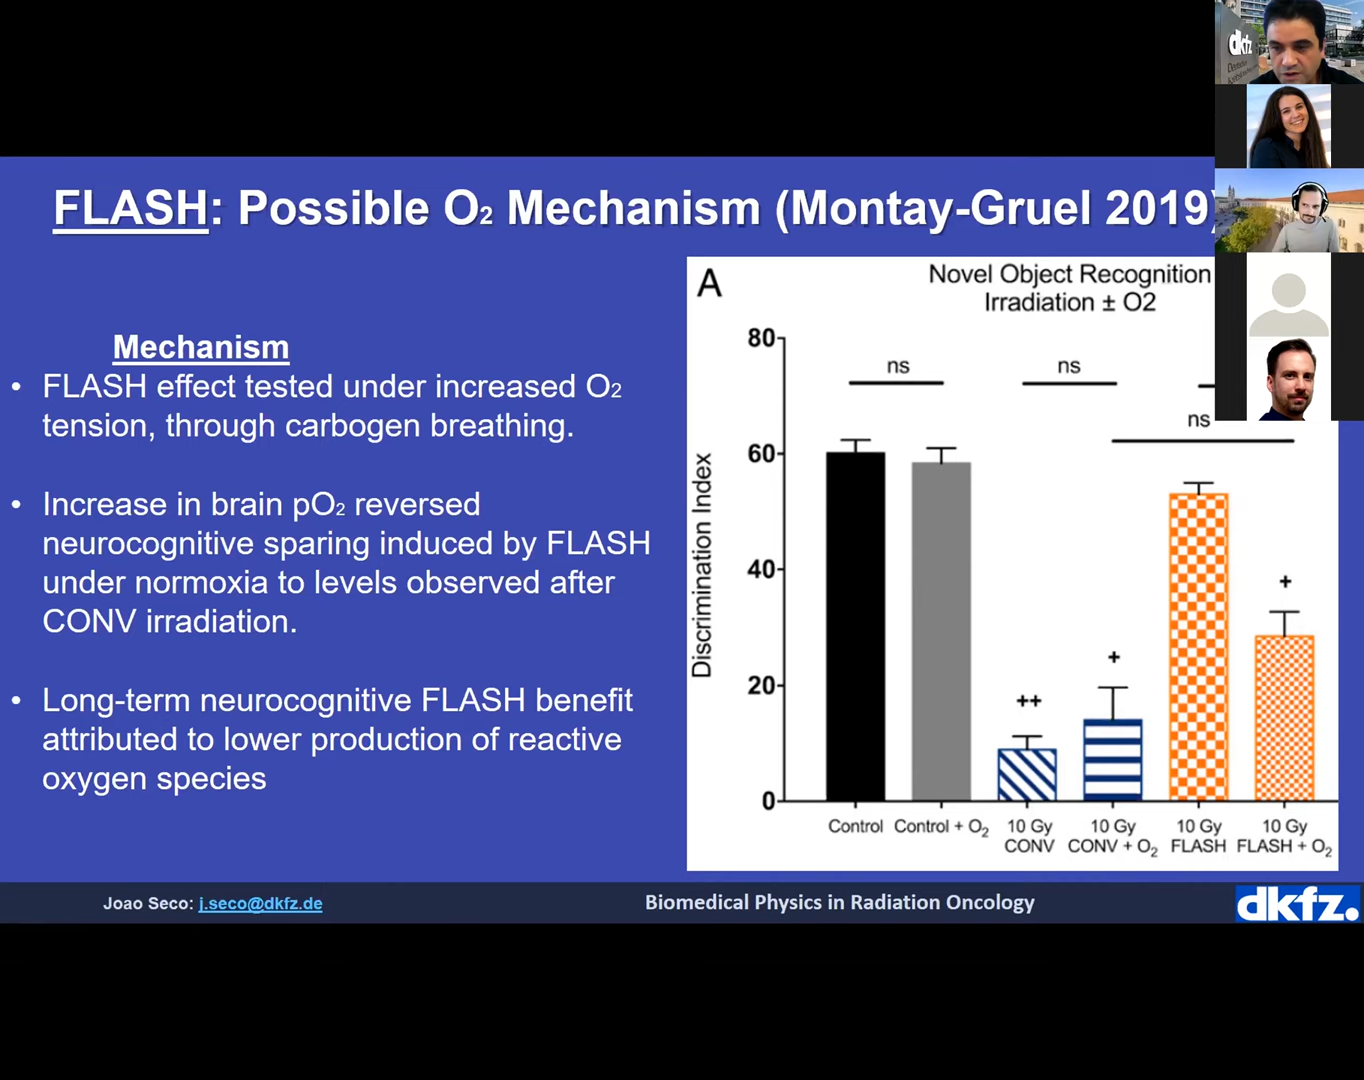 dkfz
FLASH: Possible O2 Mechanism (Montay-Gruel 2019)
Mechanism
• FLASH effect tested under increased O2
tension, through carbogen breathing.
• Increase in brain pO2 reversed
neurocognitive sparing induced by FLASH
under normoxia to levels observed after
CONV irradiation.
• Long-term neurocognitive FLASH benefit
attributed to lower production of reactive
oxygen species
A
Novel Object Recognition
Irradiation ± O2
Discrimination Index
80
60
40
20
0
ns
ns
ns
++
+
+
Control
Control + O2
10 Gy
CONV
10 Gy
CONV + O2
10 Gy
FLASH
10 Gy
FLASH + O2
Joao Seco: j.seco@dkfz.de
Biomedical Physics in Radiation Oncology
dkfz.